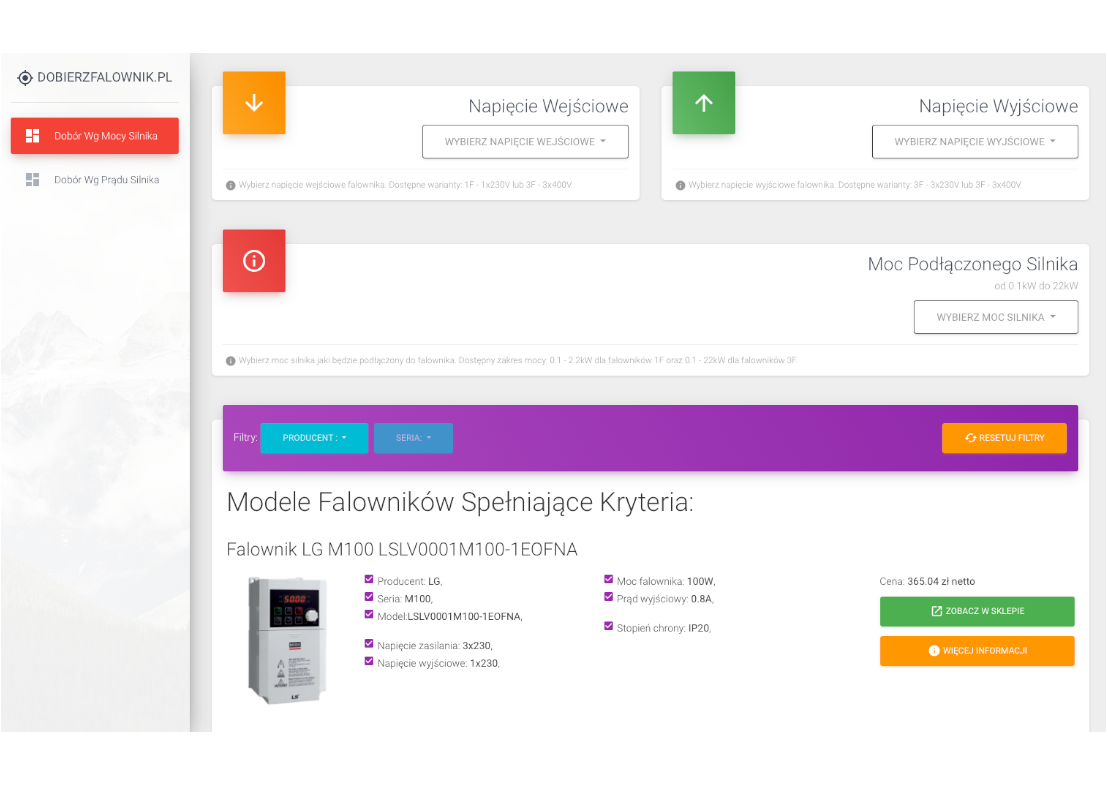 DOBIERZFALOWNIK.PL
Dobór Wg Mocy Silnika
Dobór Wg Prądu Silnika
Napięcie Wejściowe
WYBIERZ NAPIĘCIE WEJŚCIOWE
Wybierz napięcie wejściowe falownika. Dostępne warianty: 1F - 1x230V lub 3F - 3x400V.
Napięcie Wyjściowe
WYBIERZ NAPIĘCIE WYJŚCIOWE
Wybierz napięcie wyjściowe falownika. Dostępne warianty: 3F - 3x230V lub 3F - 3x400V.
Moc Podłączonego Silnika
od 0.1kW do 22kW
WYBIERZ MOC SILNIKA
Wybierz moc silnika jaki będzie podłączony do falownika. Dostępny zakres mocy: 0.1 - 2.2kW dla falowników 1F oraz 0.1 - 22kW dla falowników 3F.
Filtry: PRODUCENT : SERIA: RESETUJ FILTRY
Modele Falowników Spełniające Kryteria:
Falownik LG M100 LSLV0001M100-1EOFNA
Producent: LG,
Seria: M100,
Model:LSLV0001M100-1EOFNA,
Napięcie zasilania: 3x230,
Napięcie wyjściowe: 1x230,
Moc falownika: 100W,
Prąd wyjściowy: 0.8A,
Stopień chrony: IP20,
Cena: 365.04 zł netto
ZOBACZ W SKLEPIE
WIĘCEJ INFORMACJI
5000
LS